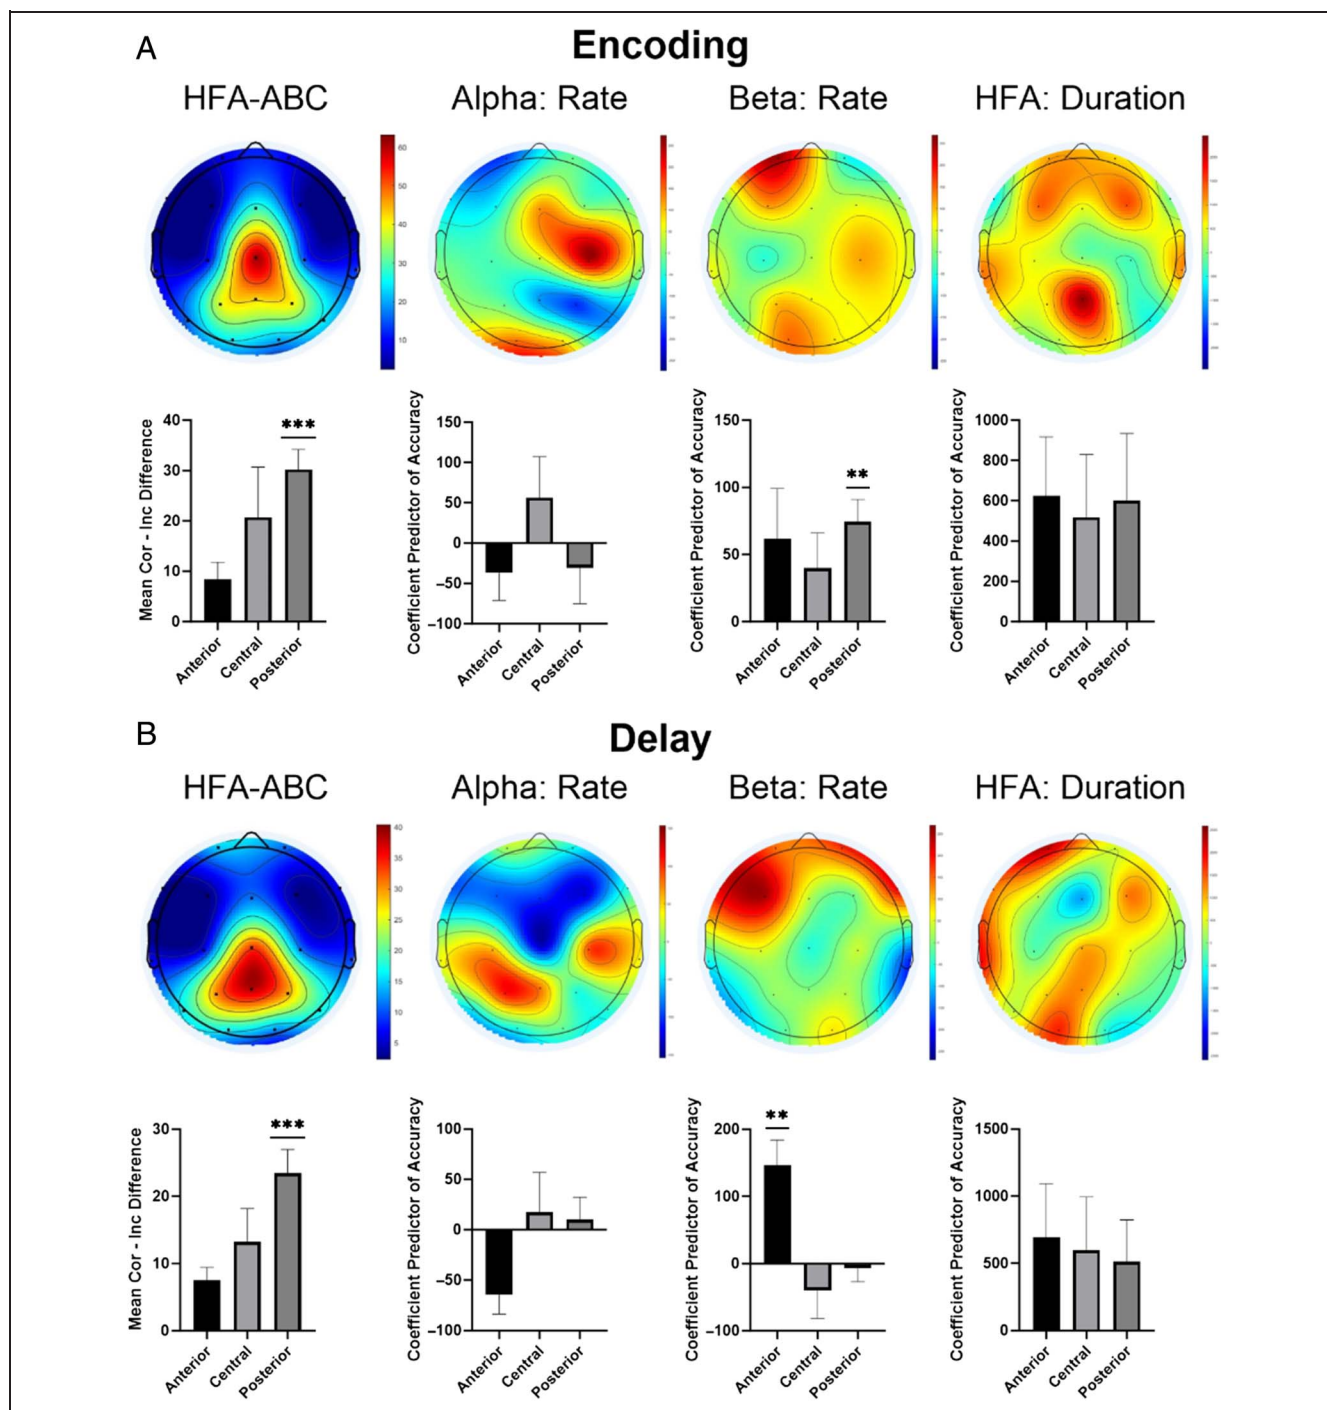 A
Encoding
HFA-ABC
Alpha: Rate
Beta: Rate
HFA: Duration
60
50
40
30
20
10
Mean Cor - Inc Difference
40
30
20
10
0
***
Anterior
Central
Posterior
Coefficient Predictor of Accuracy
150
100
50
0
−50
−100
Anterior
Central
Posterior
Coefficient Predictor of Accuracy
150
100
50
0
**
Anterior
Central
Posterior
Coefficient Predictor of Accuracy
1000
800
600
400
200
0
Anterior
Central
Posterior
B
Delay
HFA-ABC
Alpha: Rate
Beta: Rate
HFA: Duration
40
35
30
25
20
15
10
5
Mean Cor - Inc Difference
30
20
10
0
***
Anterior
Central
Posterior
Coefficient Predictor of Accuracy
100
50
0
−50
−100
Anterior
Central
Posterior
Coefficient Predictor of Accuracy
200
100
0
−100
**
Anterior
Central
Posterior
Coefficient Predictor of Accuracy
1500
1000
500
0
Anterior
Central
Posterior